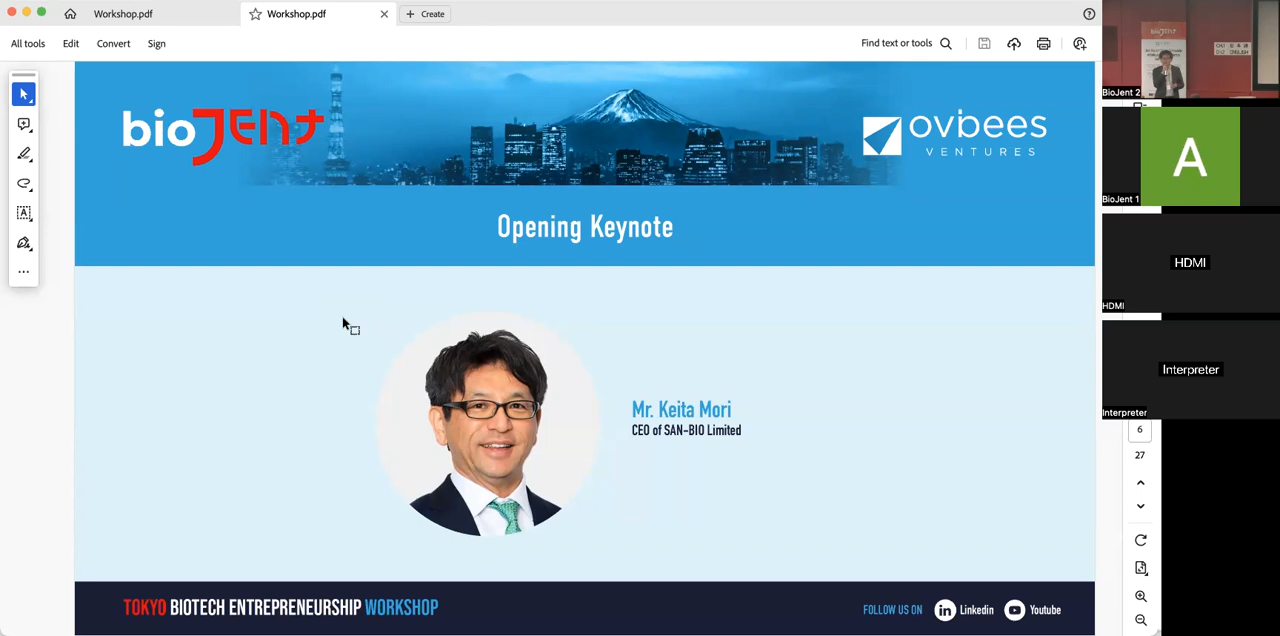 Workshop.pdf
Workshop.pdf
Create
All tools
Edit
Convert
Sign
Find text or tools
bioJent
ovbees
VENTURES
Opening Keynote
Mr. Keita Mori
CEO of SAN-BIO Limited
TOKYO BIOTECH ENTREPRENEURSHIP WORKSHOP
FOLLOW US ON
in Linkedin
Youtube
bioJent
BioJent 2
A
BioJent 1
HDMI
HDMI
Interpreter
Interpreter
6
27